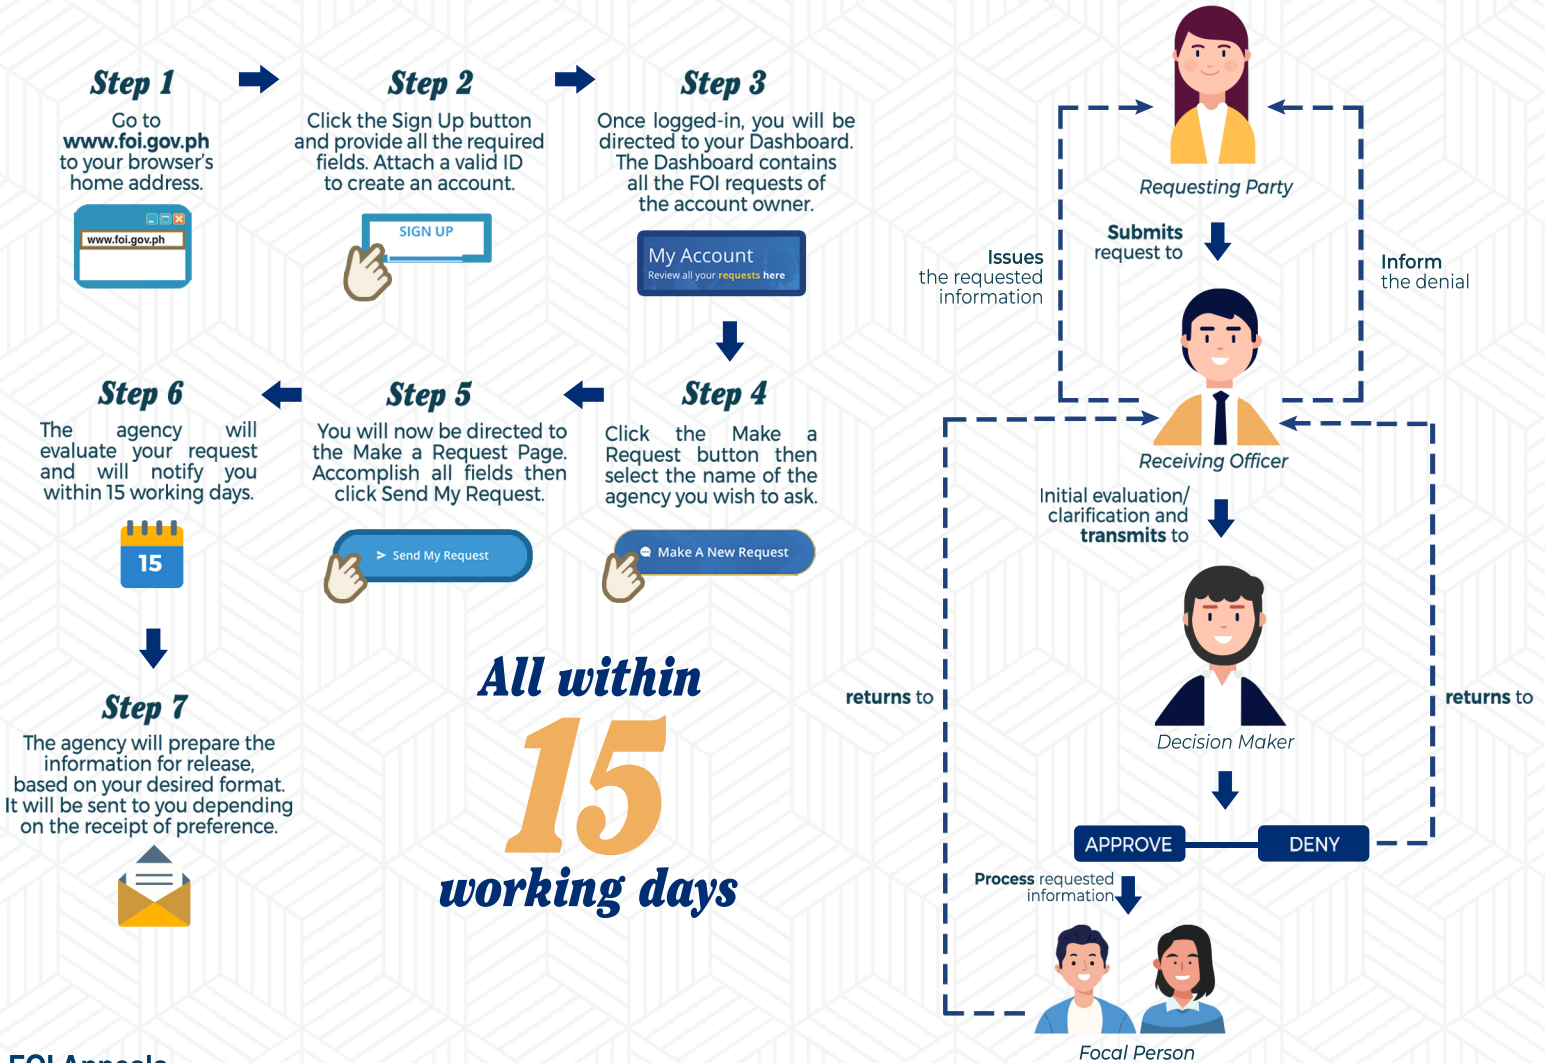 Step 1
Go to
www.foi.gov.ph
to your browser's
home address.
www.foi.gov.ph
Step 2
Click the Sign Up button
and provide all the required
fields. Attach a valid ID
to create an account.
SIGN UP
Step 3
Once logged-in, you will be
directed to your Dashboard.
The Dashboard contains
all the FOI requests of
the account owner.
My Account
Review all your requests here
Step 4
Click the Make a
Request button then
select the name of the
agency you wish to ask.
Make A New Request
Step 5
You will now be directed to
the Make a Request Page.
Accomplish all fields then
click Send My Request.
Send My Request
Step 6
The agency will
evaluate your request
and will notify you
within 15 working days.
15
Step 7
The agency will prepare the
information for release,
based on your desired format.
It will be sent to you depending
on the receipt of preference.
All within
15
working days
Requesting Party
Submits
request to
Issues
the requested
information
Inform
the denial
Receiving Officer
Initial evaluation/
clarification and
transmits to
Decision Maker
returns to
returns to
APPROVE
DENY
Process requested
information
Focal Person
FOI Appeals